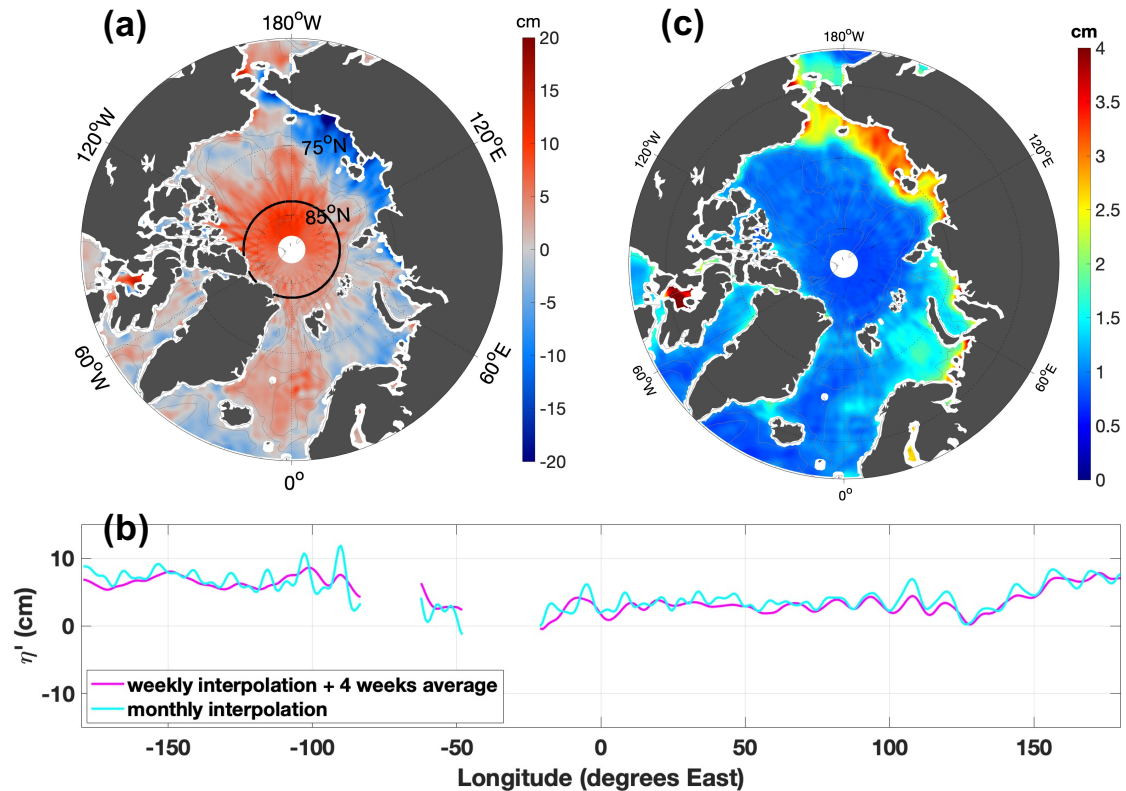 (a)
180°W
cm
120°W
120°E
75°N
85°N
60°W
60°E
0°
20
15
10
5
0
-5
-10
-15
-20
(c)
180°W
cm
120°W
120°E
60°W
60°E
0°
4
3.5
3
2.5
2
1.5
1
0.5
0
(b)
η' (cm)
10
0
-10
weekly interpolation + 4 weeks average
monthly interpolation
-150 -100 -50 0 50 100 150
Longitude (degrees East)